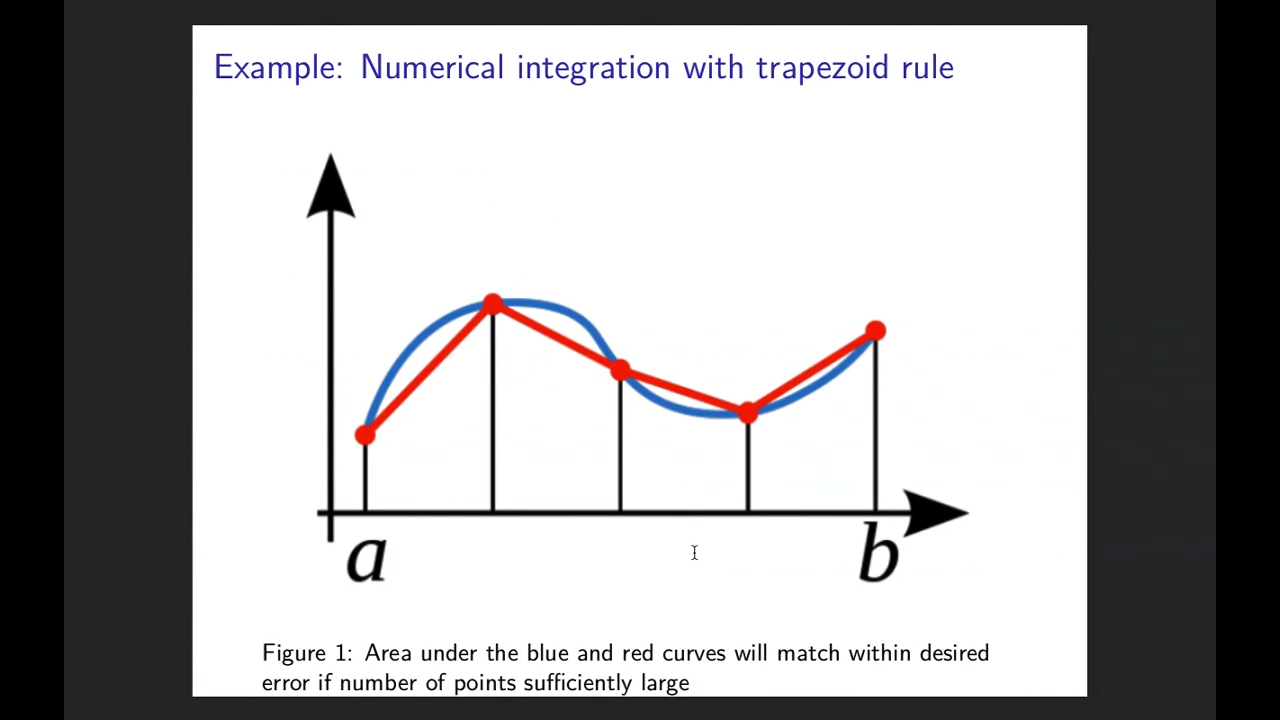 Example: Numerical integration with trapezoid rule
a
b
Figure 1: Area under the blue and red curves will match within desired
error if number of points sufficiently large